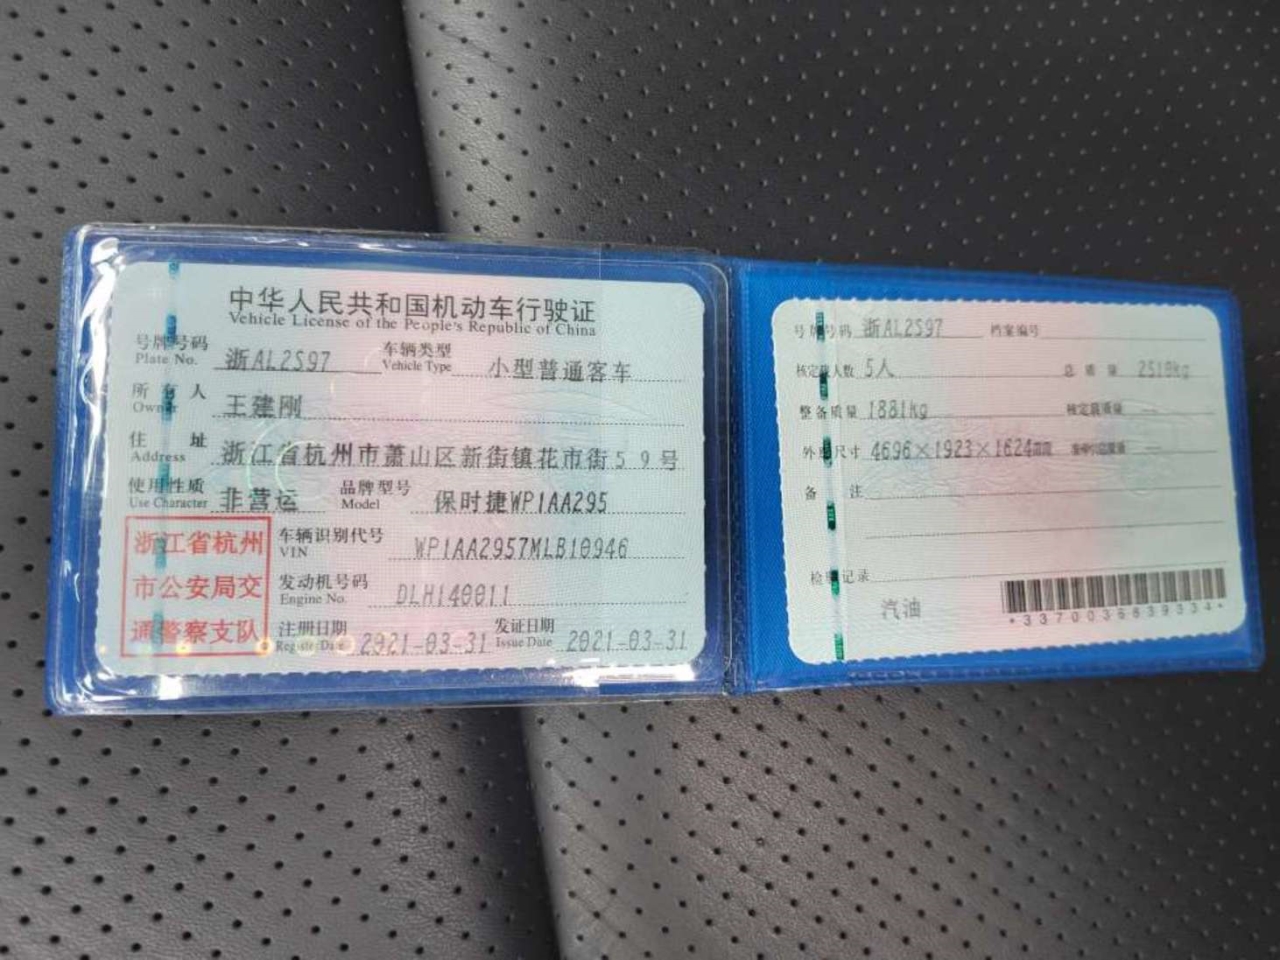 中华人民共和国机动车行驶证
Vehicle License of the People's Republic of China
号牌号码 浙AL2S97 车辆类型 小型普通客车
Plate No. Vehicle Type
所有人 王建刚
Owner
住址 浙江省杭州市萧山区新街镇花市街59号
Address
使用性质 非营运 品牌型号 保时捷WP1AA295
Use Character Model
浙江省杭州
市公安局交
通警察支队
车辆识别代号 WP1AA2957MLB10946
VIN
发动机号码 DLH140011
Engine No.
注册日期 2021-03-31 发证日期 2021-03-31
Register Date Issue Date
号牌号码 浙AL2S97 档案编号
核定载人数 5人 总质量 2510kg
整备质量 1881kg 核定载质量 --
外廓尺寸 4696×1923×1624 --
备注
检验记录
汽油
*3370036839334*